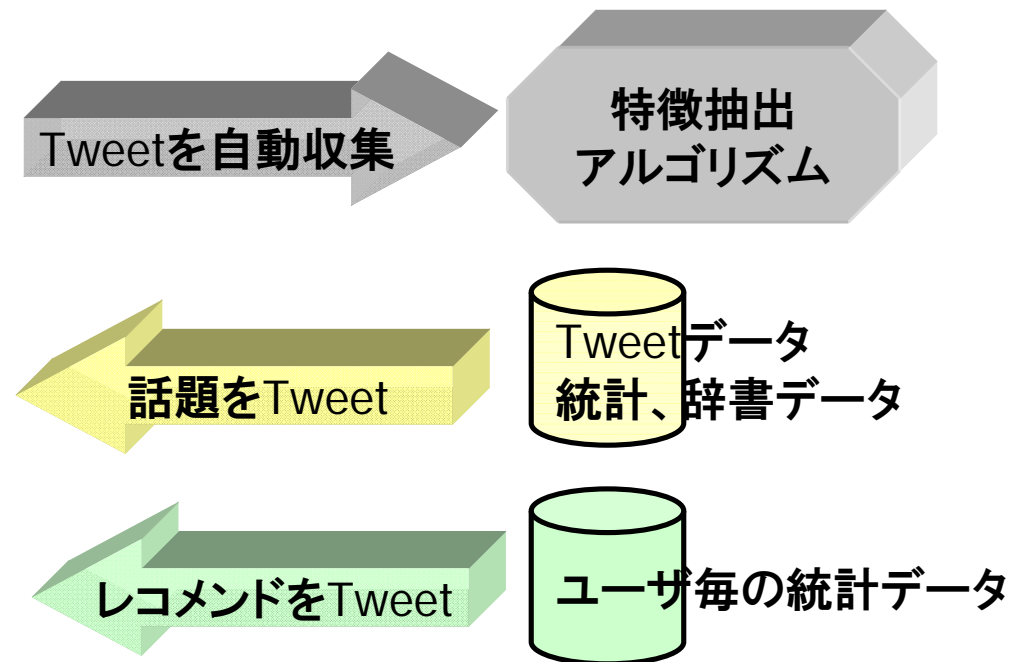 Tweetを自動収集
特徴抽出
アルゴリズム
話題をTweet
Tweetデータ
統計、辞書データ
レコメンドをTweet
ユーザ毎の統計データ